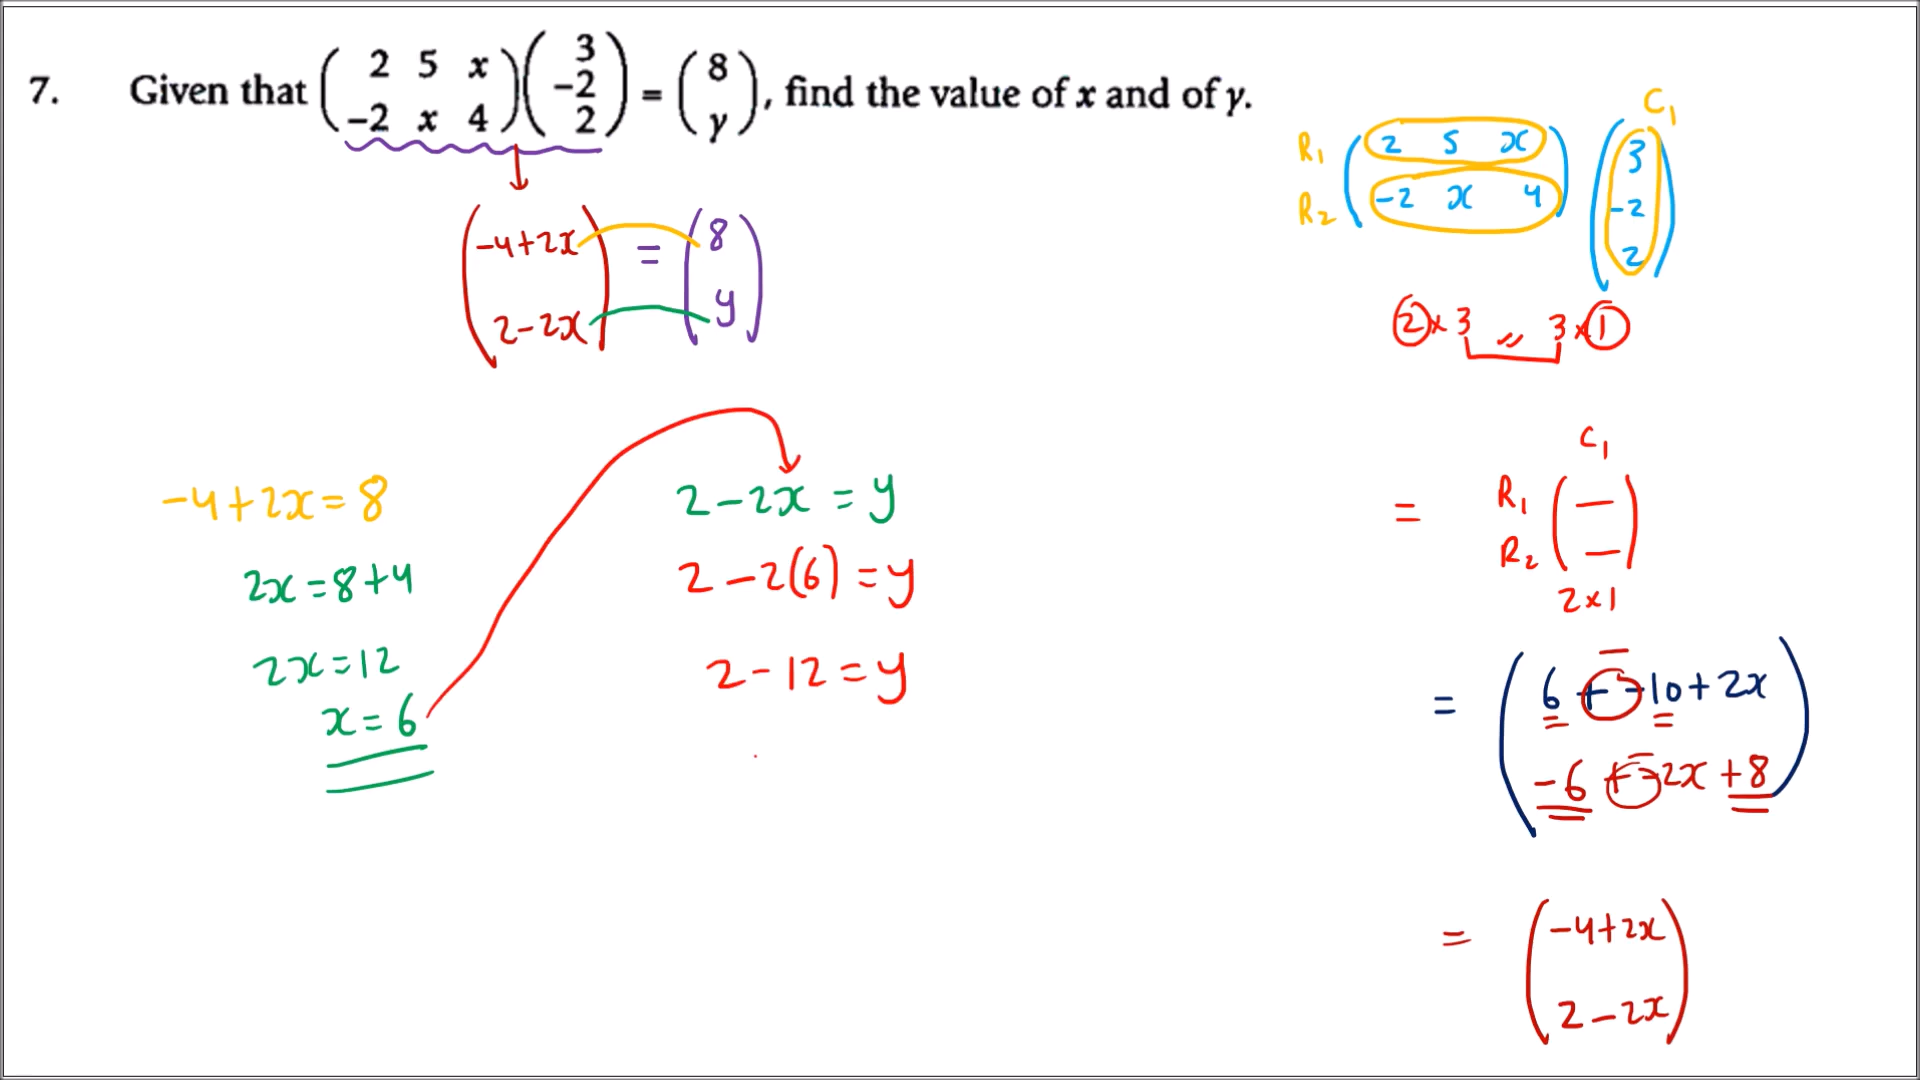 7. Given that ( 2 5 x ) ( 3 ) = ( 8 ), find the value of x and of y.
( -2 x 4 ) ( -2 ) ( y )
( 2 )
( -4+2x ) = ( 8 )
( 2-2x ) ( y )
-4+2x=8
2x=8+4
2x=12
x=6
2-2x=y
2-2(6)=y
2-12=y
C1
R1 ( 2 5 x ) ( 3 )
R2 ( -2 x 4 ) ( -2 )
( 2 )
2×3 = 3×1
C1
= R1 ( — )
R2 ( — )
2×1
= ( 6 + -10 + 2x )
( -6 + -2x + 8 )
= ( -4+2x )
( 2-2x )